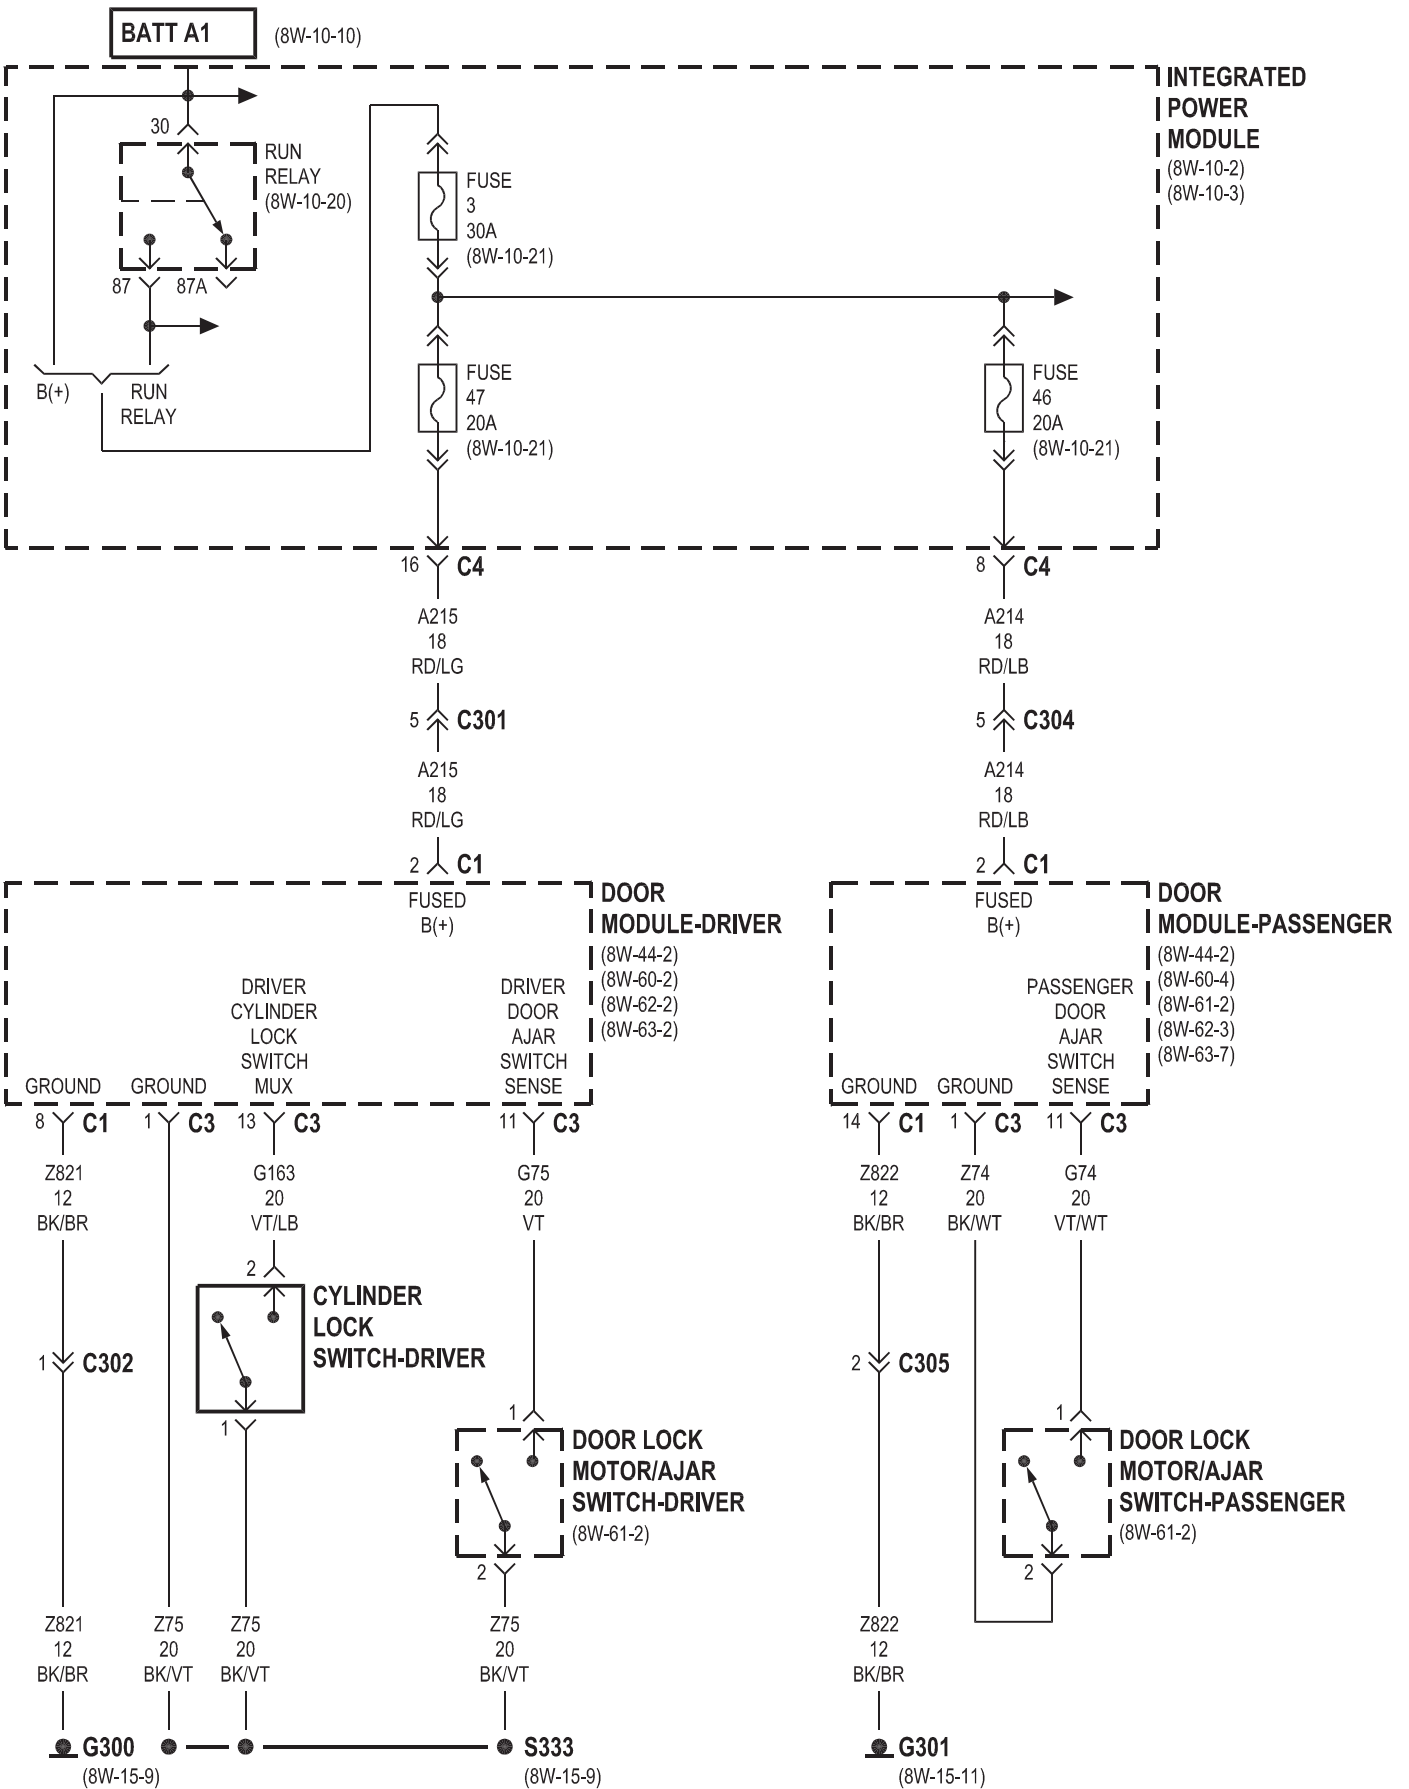 BATT A1
(8W-10-10)
INTEGRATED
POWER
MODULE
(8W-10-2)
(8W-10-3)
30
RUN
RELAY
(8W-10-20)
87
87A
B(+)
RUN
RELAY
FUSE
3
30A
(8W-10-21)
FUSE
47
20A
(8W-10-21)
FUSE
46
20A
(8W-10-21)
16
C4
8
C4
A215
18
RD/LG
A214
18
RD/LB
5
C301
5
C304
A215
18
RD/LG
A214
18
RD/LB
2
C1
2
C1
FUSED
B(+)
DOOR
MODULE-DRIVER
(8W-44-2)
(8W-60-2)
(8W-62-2)
(8W-63-2)
FUSED
B(+)
DOOR
MODULE-PASSENGER
(8W-44-2)
(8W-60-4)
(8W-61-2)
(8W-62-3)
(8W-63-7)
GROUND
GROUND
DRIVER
CYLINDER
LOCK
SWITCH
MUX
DRIVER
DOOR
AJAR
SWITCH
SENSE
GROUND
GROUND
PASSENGER
DOOR
AJAR
SWITCH
SENSE
8
C1
1
C3
13
C3
11
C3
14
C1
1
C3
11
C3
Z821
12
BK/BR
G163
20
VT/LB
G75
20
VT
Z822
12
BK/BR
Z74
20
BK/WT
G74
20
VT/WT
2
CYLINDER
LOCK
SWITCH-DRIVER
1
1
C302
2
C305
1
DOOR LOCK
MOTOR/AJAR
SWITCH-DRIVER
(8W-61-2)
2
1
DOOR LOCK
MOTOR/AJAR
SWITCH-PASSENGER
(8W-61-2)
2
Z821
12
BK/BR
Z75
20
BK/VT
Z75
20
BK/VT
Z75
20
BK/VT
Z822
12
BK/BR
G300
(8W-15-9)
S333
(8W-15-9)
G301
(8W-15-11)